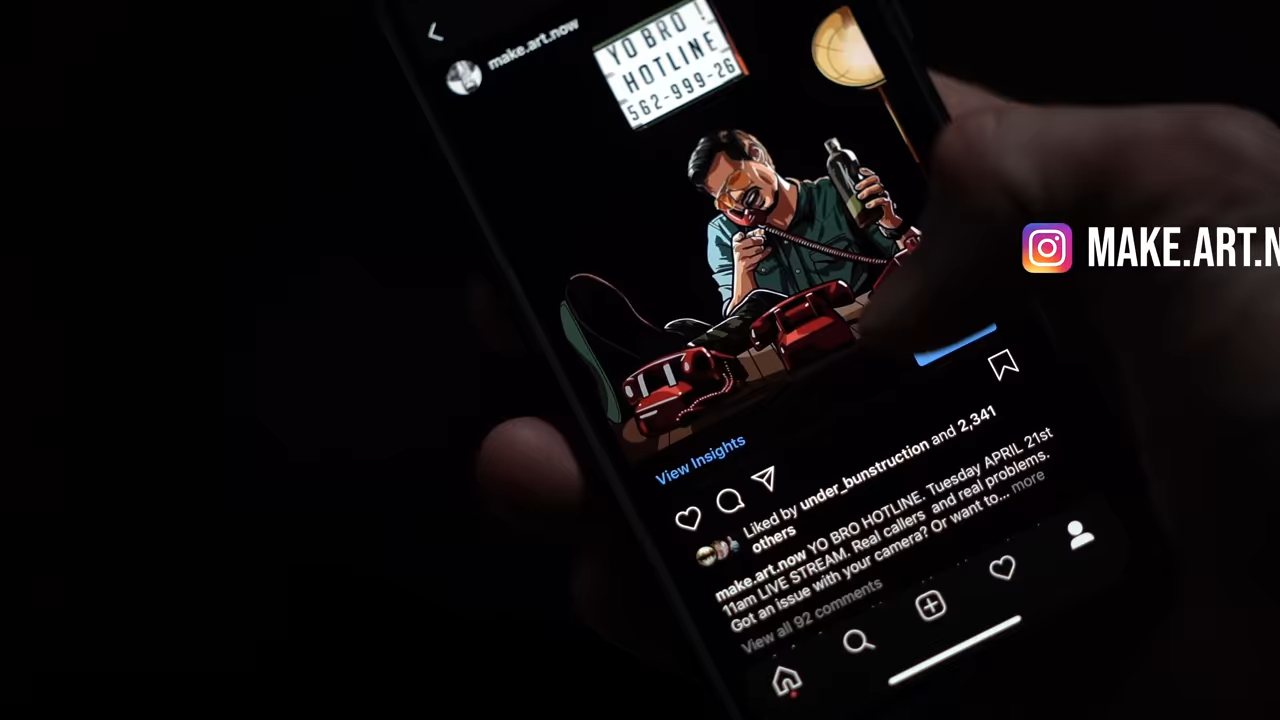 make.art.now
YO BRO !
HOTLINE
562-999-26
MAKE.ART.N
View Insights
Liked by under_bunstruction and 2,341
others
make.art.now YO BRO HOTLINE. Tuesday APRIL 21st
11am LIVE STREAM. Real callers and real problems.
Got an issue with your camera? Or want to... more
View all 92 comments